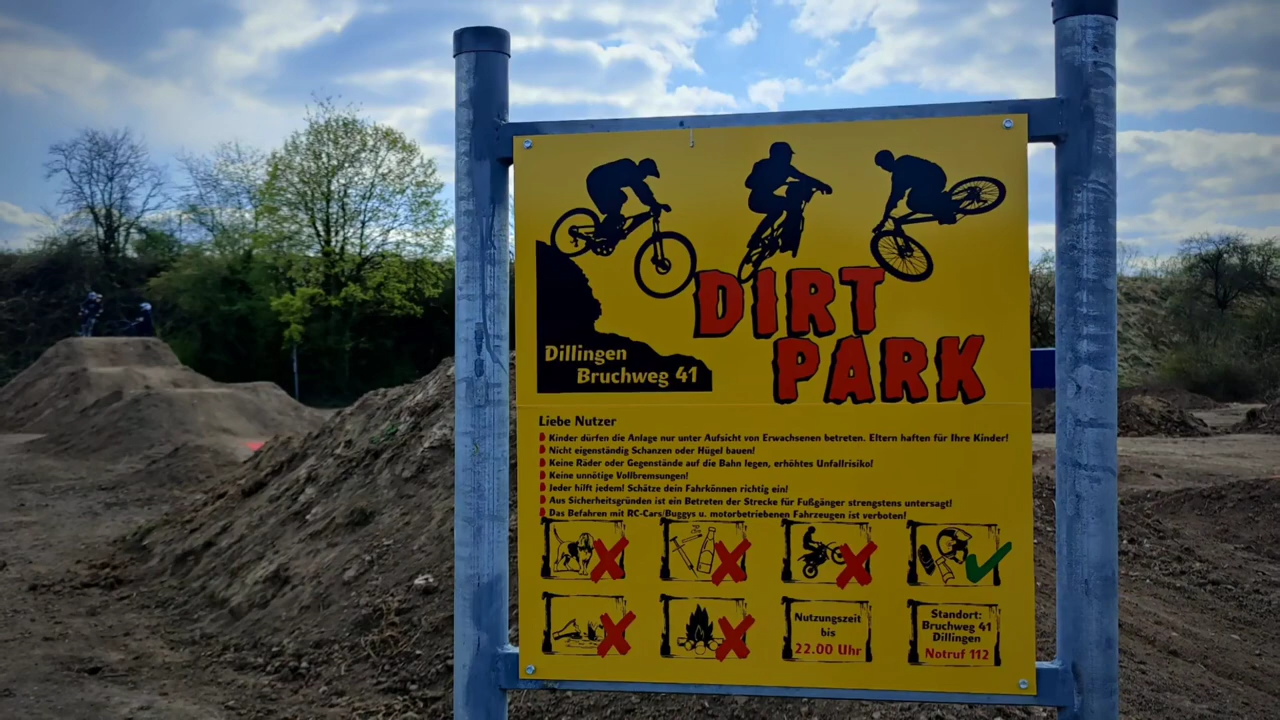 DIRT
PARK
Dillingen
Bruchweg 41
Liebe Nutzer
Kinder dürfen die Anlage nur unter Aufsicht von Erwachsenen betreten. Eltern haften für Ihre Kinder!
Nicht eigenständig Schanzen oder Hügel bauen!
Keine Räder oder Gegenstände auf die Bahn legen, erhöhtes Unfallrisiko!
Keine unnötige Vollbremsungen!
Jeder hilft jedem! Schätze dein Fahrkönnen richtig ein!
Aus Sicherheitsgründen ist ein Betreten der Strecke für Fußgänger strengstens untersagt!
Das Befahren mit RC-Cars/Buggys u. motorbetriebenen Fahrzeugen ist verboten!
Nutzungszeit
bis
22.00 Uhr
Standort:
Bruchweg 41
Dillingen
Notruf 112